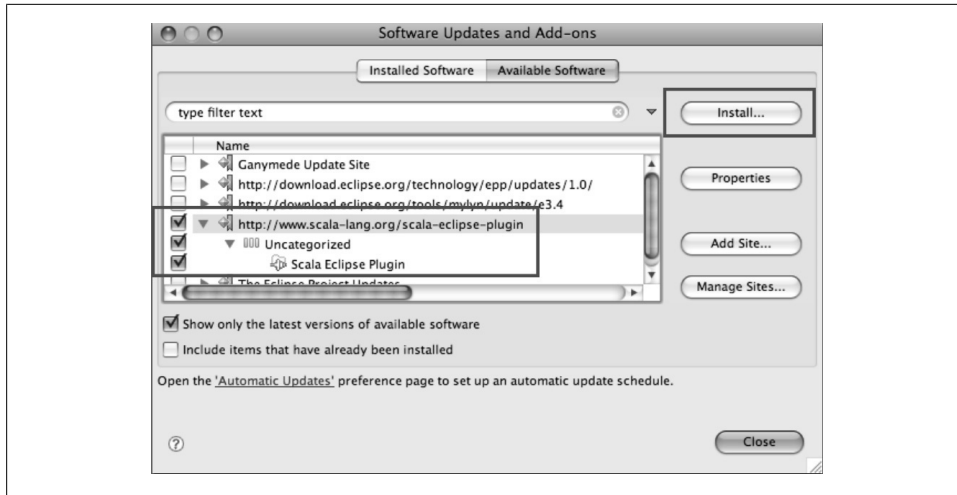 Software Updates and Add-ons
Installed Software Available Software
type filter text
Install...
Name
Ganymede Update Site
http://download.eclipse.org/technology/epp/updates/1.0/
http://download.eclipse.org/tools/mylyn/update/e3.4
http://www.scala-lang.org/scala-eclipse-plugin
Uncategorized
Scala Eclipse Plugin
The Eclipse Project Updates
Properties
Add Site...
Manage Sites...
Show only the latest versions of available software
Include items that have already been installed
Open the 'Automatic Updates' preference page to set up an automatic update schedule.
?
Close